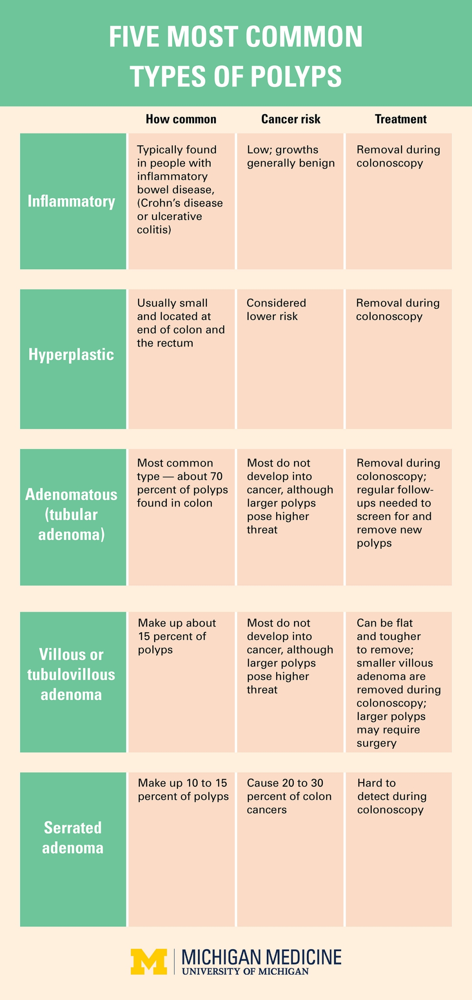 FIVE MOST COMMON
TYPES OF POLYPS
How common
Cancer risk
Treatment
Inflammatory
Typically found
in people with
inflammatory
bowel disease,
(Crohn’s disease
or ulcerative
colitis)
Low; growths
generally benign
Removal during
colonoscopy
Hyperplastic
Usually small
and located at
end of colon and
the rectum
Considered
lower risk
Removal during
colonoscopy
Adenomatous
(tubular
adenoma)
Most common
type — about 70
percent of polyps
found in colon
Most do not
develop into
cancer, although
larger polyps
pose higher
threat
Removal during
colonoscopy;
regular follow-
ups needed to
screen for and
remove new
polyps
Villous or
tubulovillous
adenoma
Make up about
15 percent of
polyps
Most do not
develop into
cancer, although
larger polyps
pose higher
threat
Can be flat
and tougher
to remove;
smaller villous
adenoma are
removed during
colonoscopy;
larger polyps
may require
surgery
Serrated
adenoma
Make up 10 to 15
percent of polyps
Cause 20 to 30
percent of colon
cancers
Hard to
detect during
colonoscopy
M
MICHIGAN MEDICINE
UNIVERSITY OF MICHIGAN